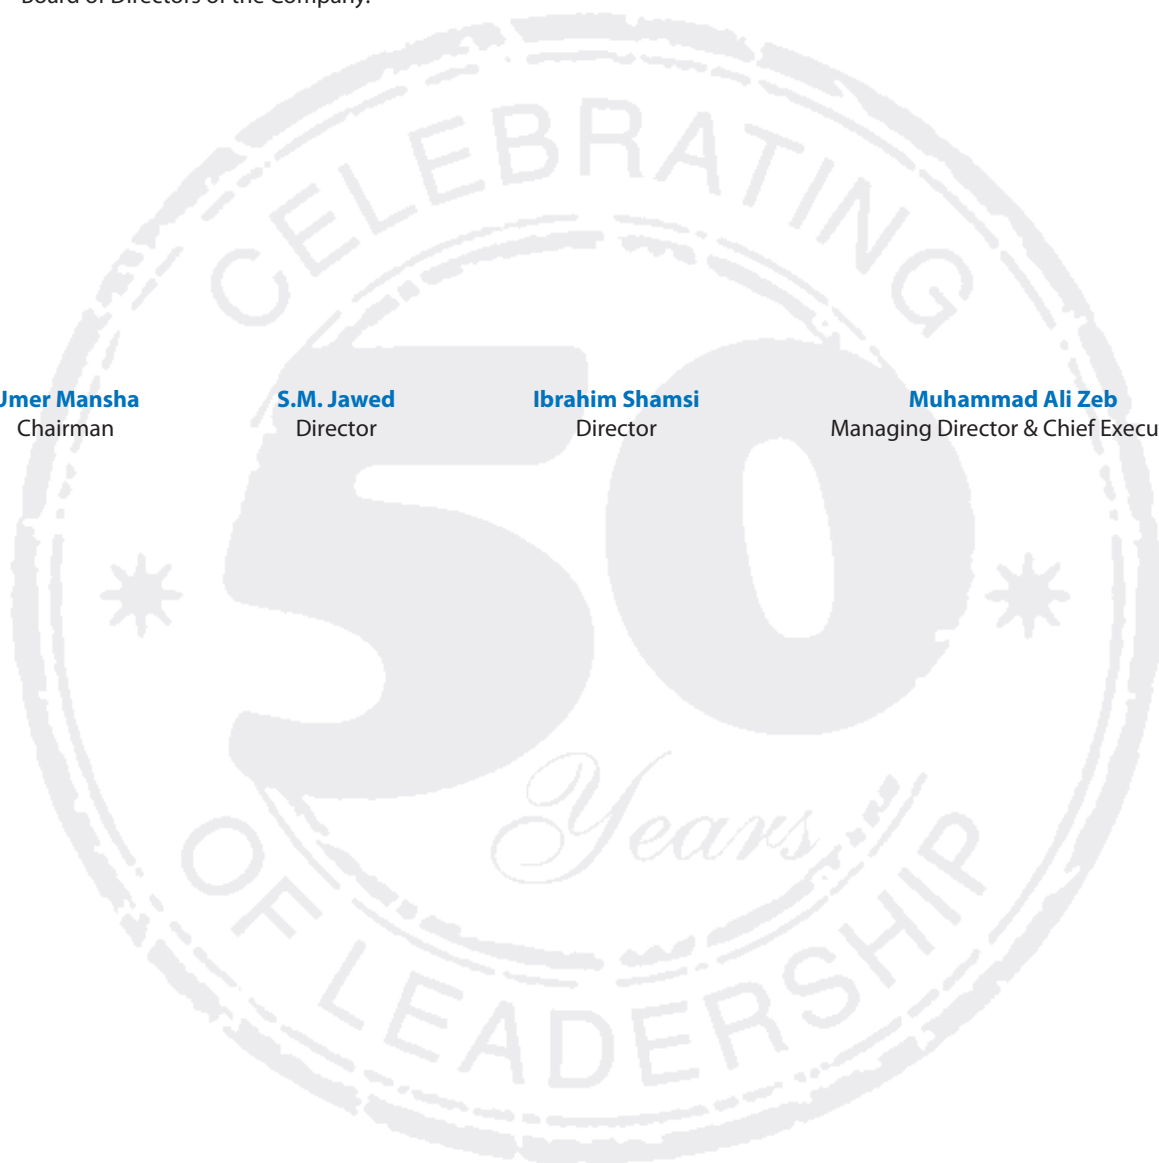 Board of Directors of the Company.
Umer Mansha S.M. Jawed Ibrahim Shamsi Muhammad Ali Zeb
Chairman Director Director Managing Director & Chief Execu
CELEBRATING
50
Years
OF LEADERSHIP